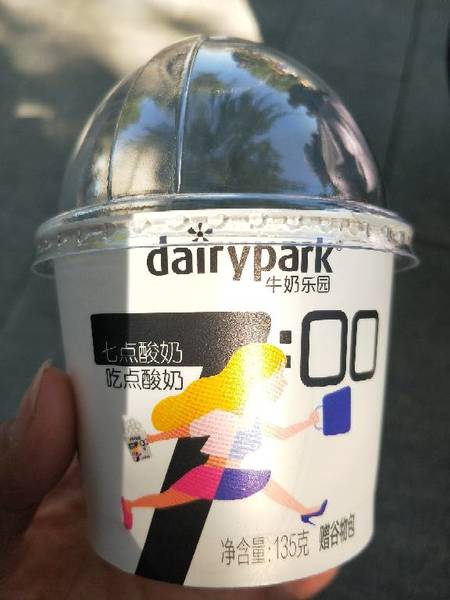 dairypark
牛奶乐园
7:00
七点酸奶
吃点酸奶
净含量:135克 赠谷物包